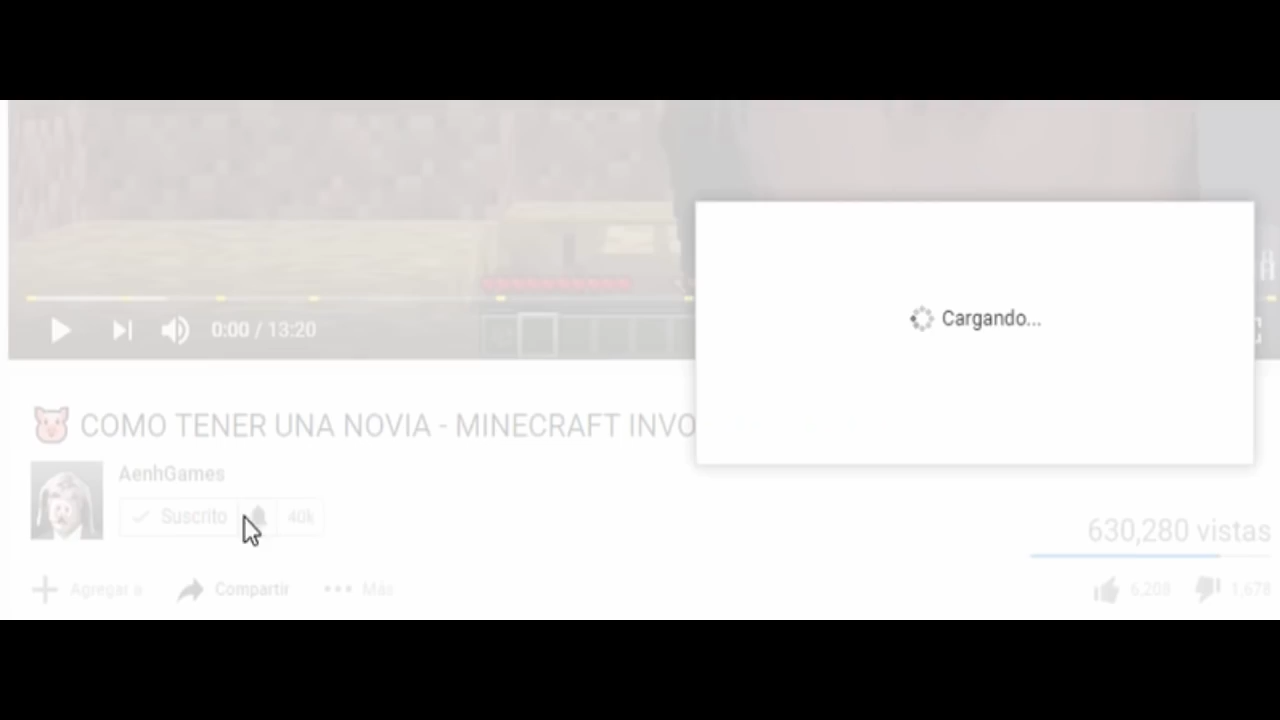 Cargando...
0:00 / 13:20
COMO TENER UNA NOVIA - MINECRAFT INVO
AenhGames
Suscrito 40k
630,280 vistas
Agregar a Compartir Más 6,208 1,678